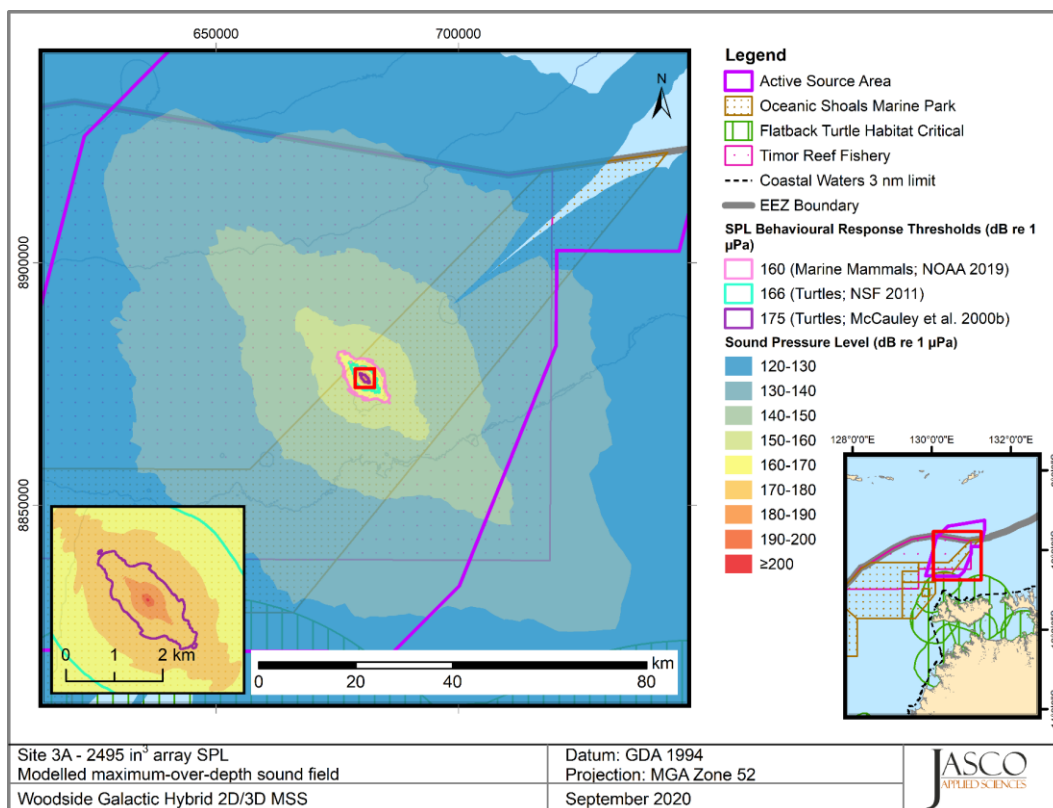 650000
700000
8900000
8850000
N
0 1 2 km
km
0 20 40 60 80
Legend
Active Source Area
Oceanic Shoals Marine Park
Flatback Turtle Habitat Critical
Timor Reef Fishery
Coastal Waters 3 nm limit
EEZ Boundary
SPL Behavioural Response Thresholds (dB re 1
µPa)
160 (Marine Mammals; NOAA 2019)
166 (Turtles; NSF 2011)
175 (Turtles; McCauley et al. 2000b)
Sound Pressure Level (dB re 1 µPa)
120-130
130-140
140-150
150-160
160-170
170-180
180-190
190-200
≥200
128°0'0"E 130°0'0"E 132°0'0"E
Site 3A - 2495 in³ array SPL
Modelled maximum-over-depth sound field
Woodside Galactic Hybrid 2D/3D MSS
Datum: GDA 1994
Projection: MGA Zone 52
September 2020
JASCO
APPLIED SCIENCES